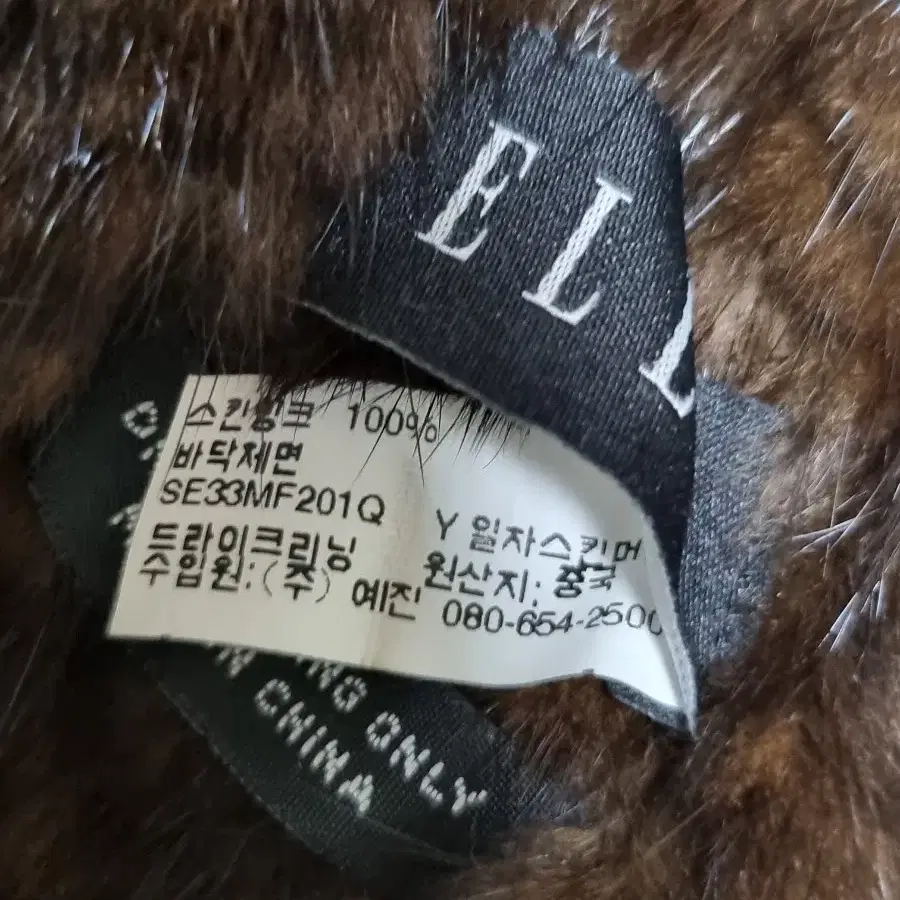 EL
스킨밍크 100%
바닥제면
SE33MF201Q Y 일자스킨머
드라이크리닝 원산지: 중국
수입원:(주) 예진 080-654-2500
ONLY
CHINA